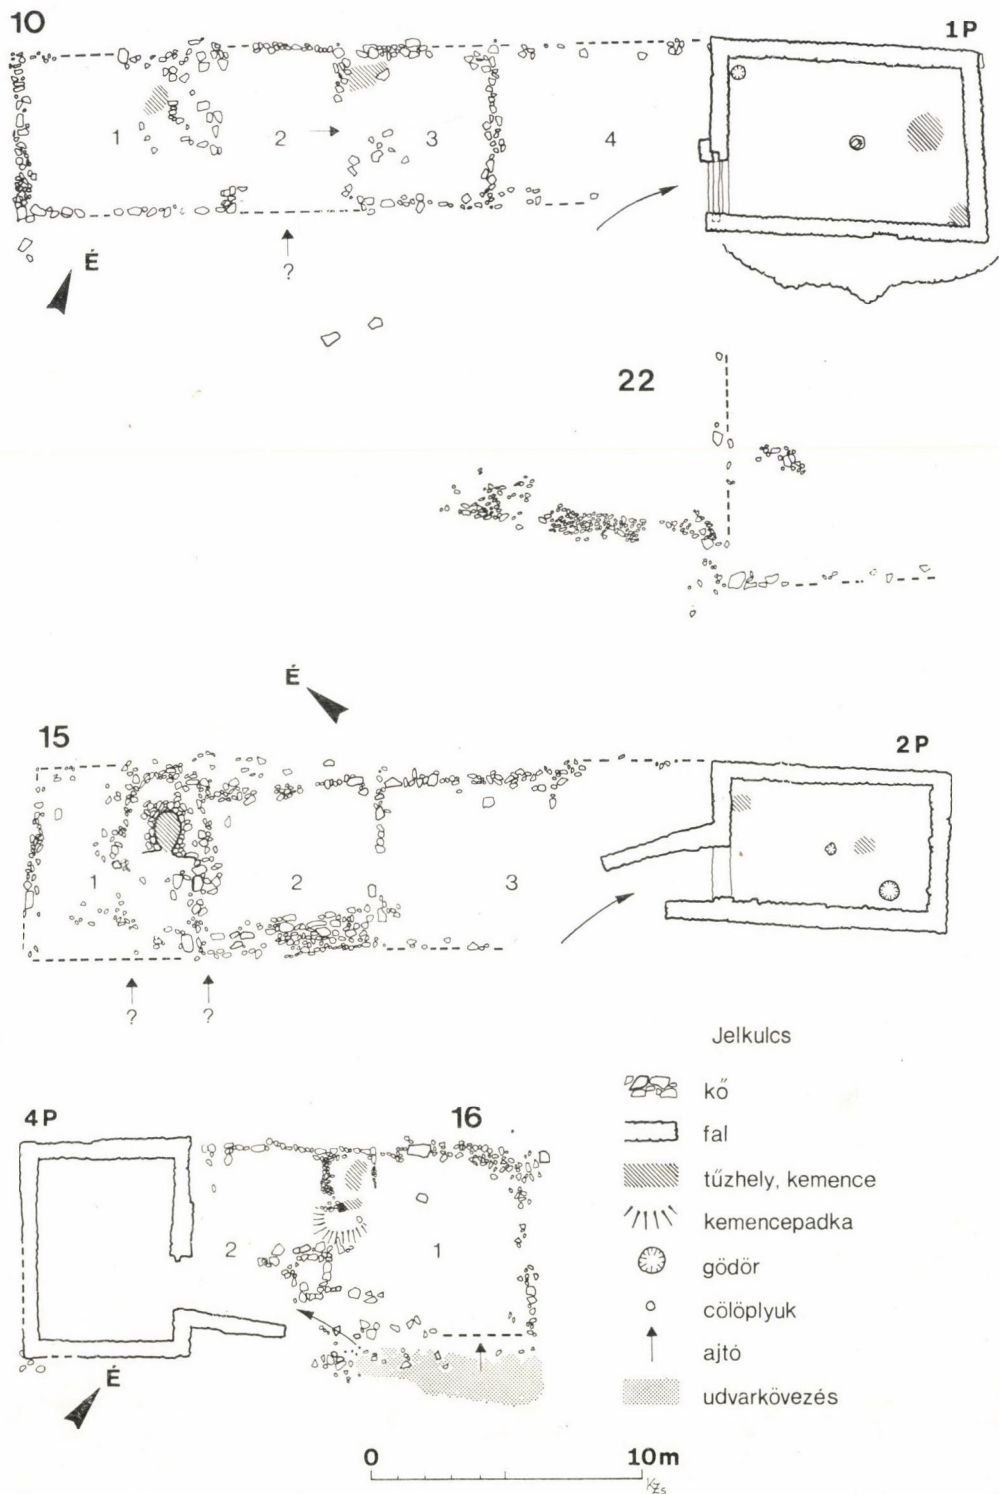 10
1P
1
2
3
4
É
?
22
É
15
2P
1
2
3
?
?
Jelkulcs
kő
fal
tűzhely, kemence
kemencepadka
gödör
cölöplyuk
ajtó
udvarkövezés
4P
16
2
1
É
0
10m
KZs